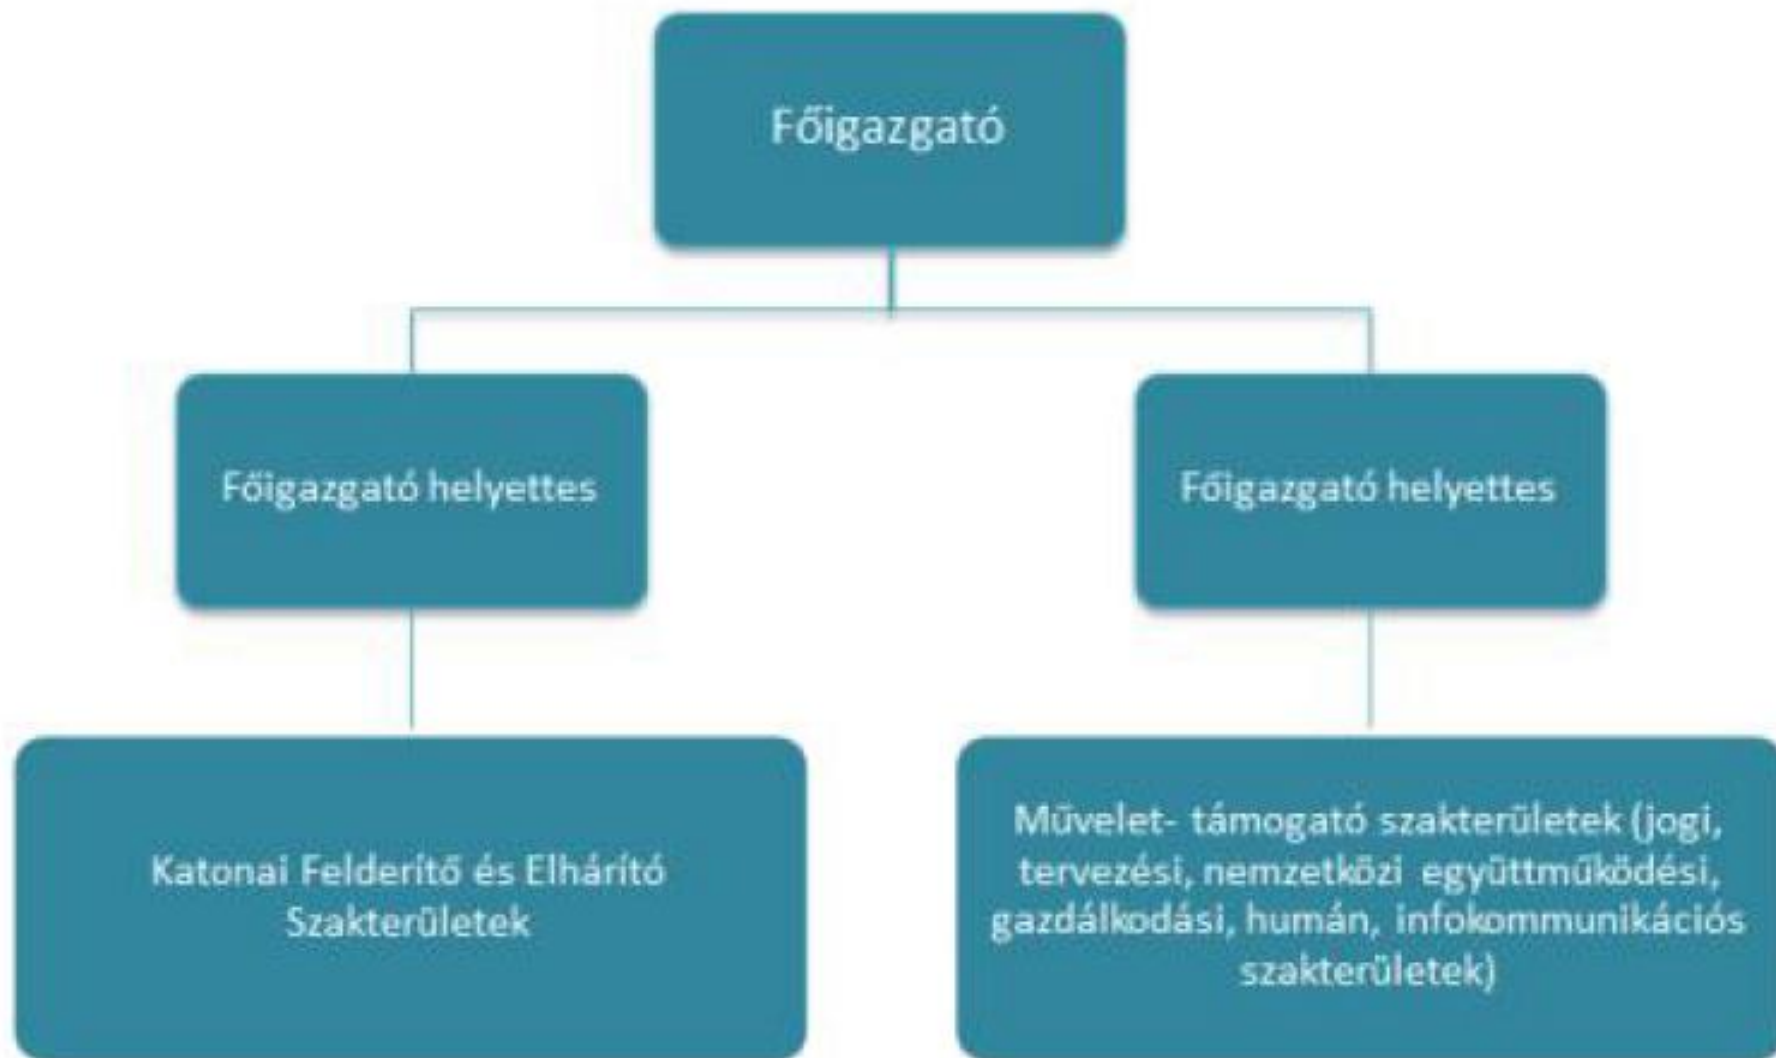 Főigazgató
Főigazgató helyettes
Főigazgató helyettes
Katonai Felderítő és Elhárító
Szakterületek
Művelet- támogató szakterületek (jogi,
tervezési, nemzetközi együttműködési,
gazdálkodási, humán, infokommunikációs
szakterületek)